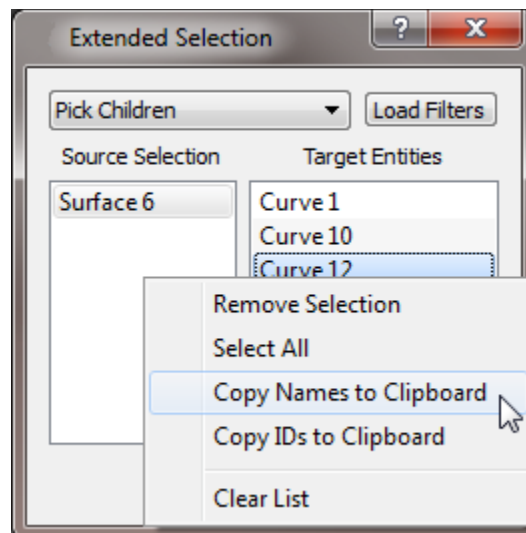 Extended Selection
?
Pick Children
Load Filters
Source Selection
Target Entities
Surface 6
Curve 1
Curve 10
Curve 12
Remove Selection
Select All
Copy Names to Clipboard
Copy IDs to Clipboard
Clear List